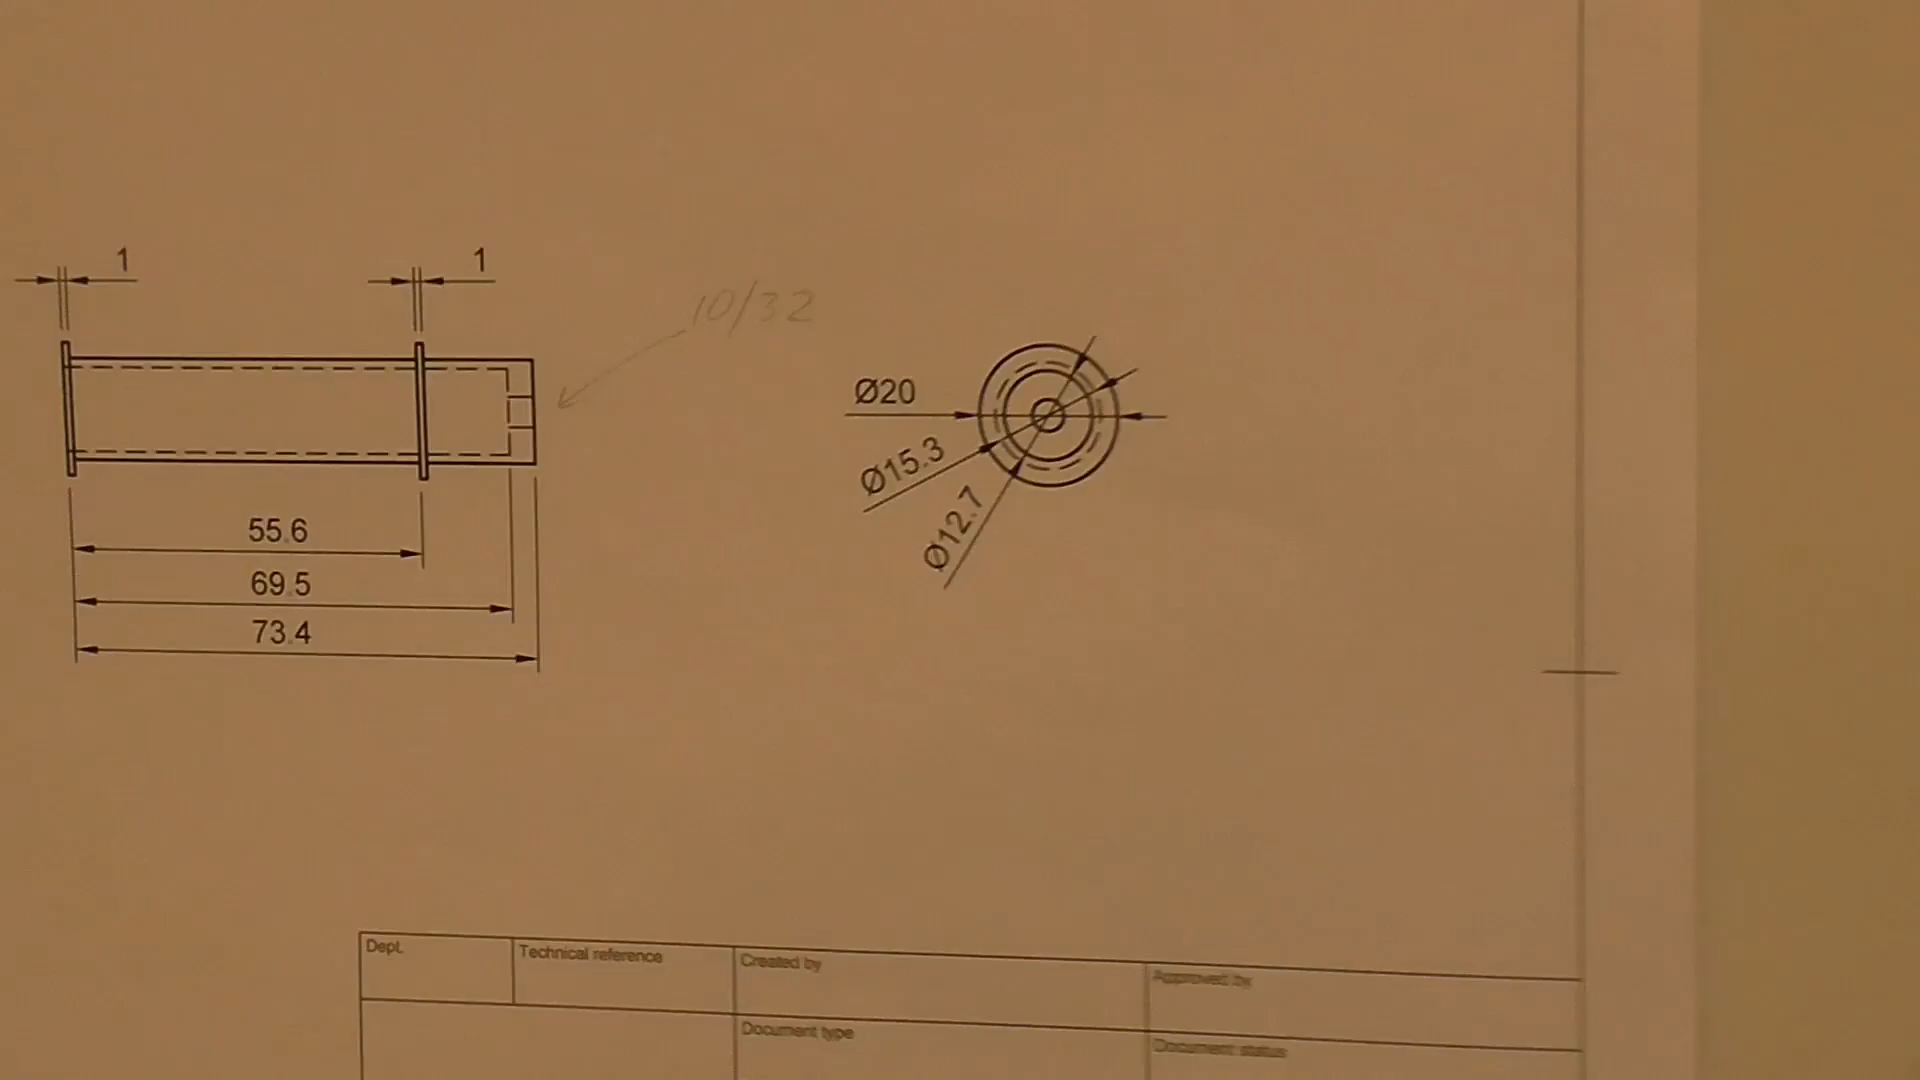 1
1
10/32
Ø20
Ø15.3
Ø12.7
55.6
69.5
73.4
Dept.
Technical reference
Created by
Approved by
Document type
Document status